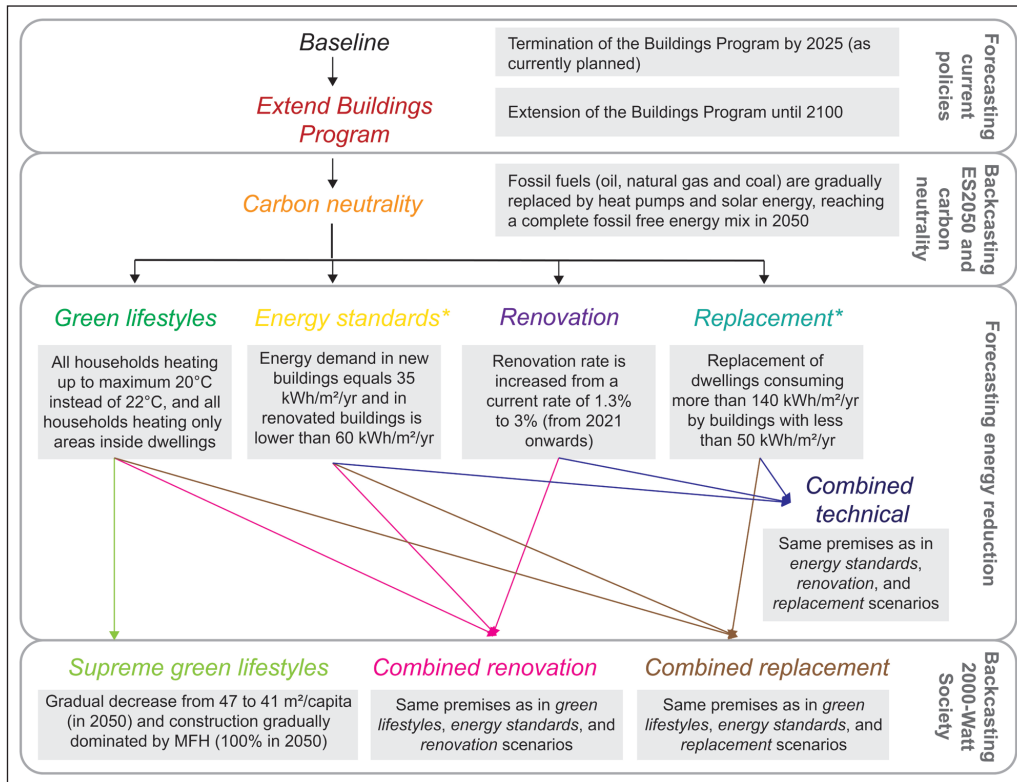 Baseline
Termination of the Buildings Program by 2025 (as
currently planned)
Extend Buildings
Program
Extension of the Buildings Program until 2100
Forecasting
current
policies
Carbon neutrality
Fossil fuels (oil, natural gas and coal) are gradually
replaced by heat pumps and solar energy, reaching
a complete fossil free energy mix in 2050
Backcasting
ES2050 and
carbon
neutrality
Green lifestyles
All households heating
up to maximum 20°C
instead of 22°C, and all
households heating only
areas inside dwellings
Energy standards*
Energy demand in new
buildings equals 35
kWh/m²/yr and in
renovated buildings is
lower than 60 kWh/m²/yr
Renovation
Renovation rate is
increased from a
current rate of 1.3%
to 3% (from 2021
onwards)
Replacement*
Replacement of
dwellings consuming
more than 140 kWh/m²/yr
by buildings with less
than 50 kWh/m²/yr
Combined
technical
Same premises as in
energy standards,
renovation, and
replacement scenarios
Forecasting energy reduction
Supreme green lifestyles
Gradual decrease from 47 to 41 m²/capita
(in 2050) and construction gradually
dominated by MFH (100% in 2050)
Combined renovation
Same premises as in green
lifestyles, energy standards, and
renovation scenarios
Combined replacement
Same premises as in green
lifestyles, energy standards, and
replacement scenarios
Backcasting
2000-Watt
Society